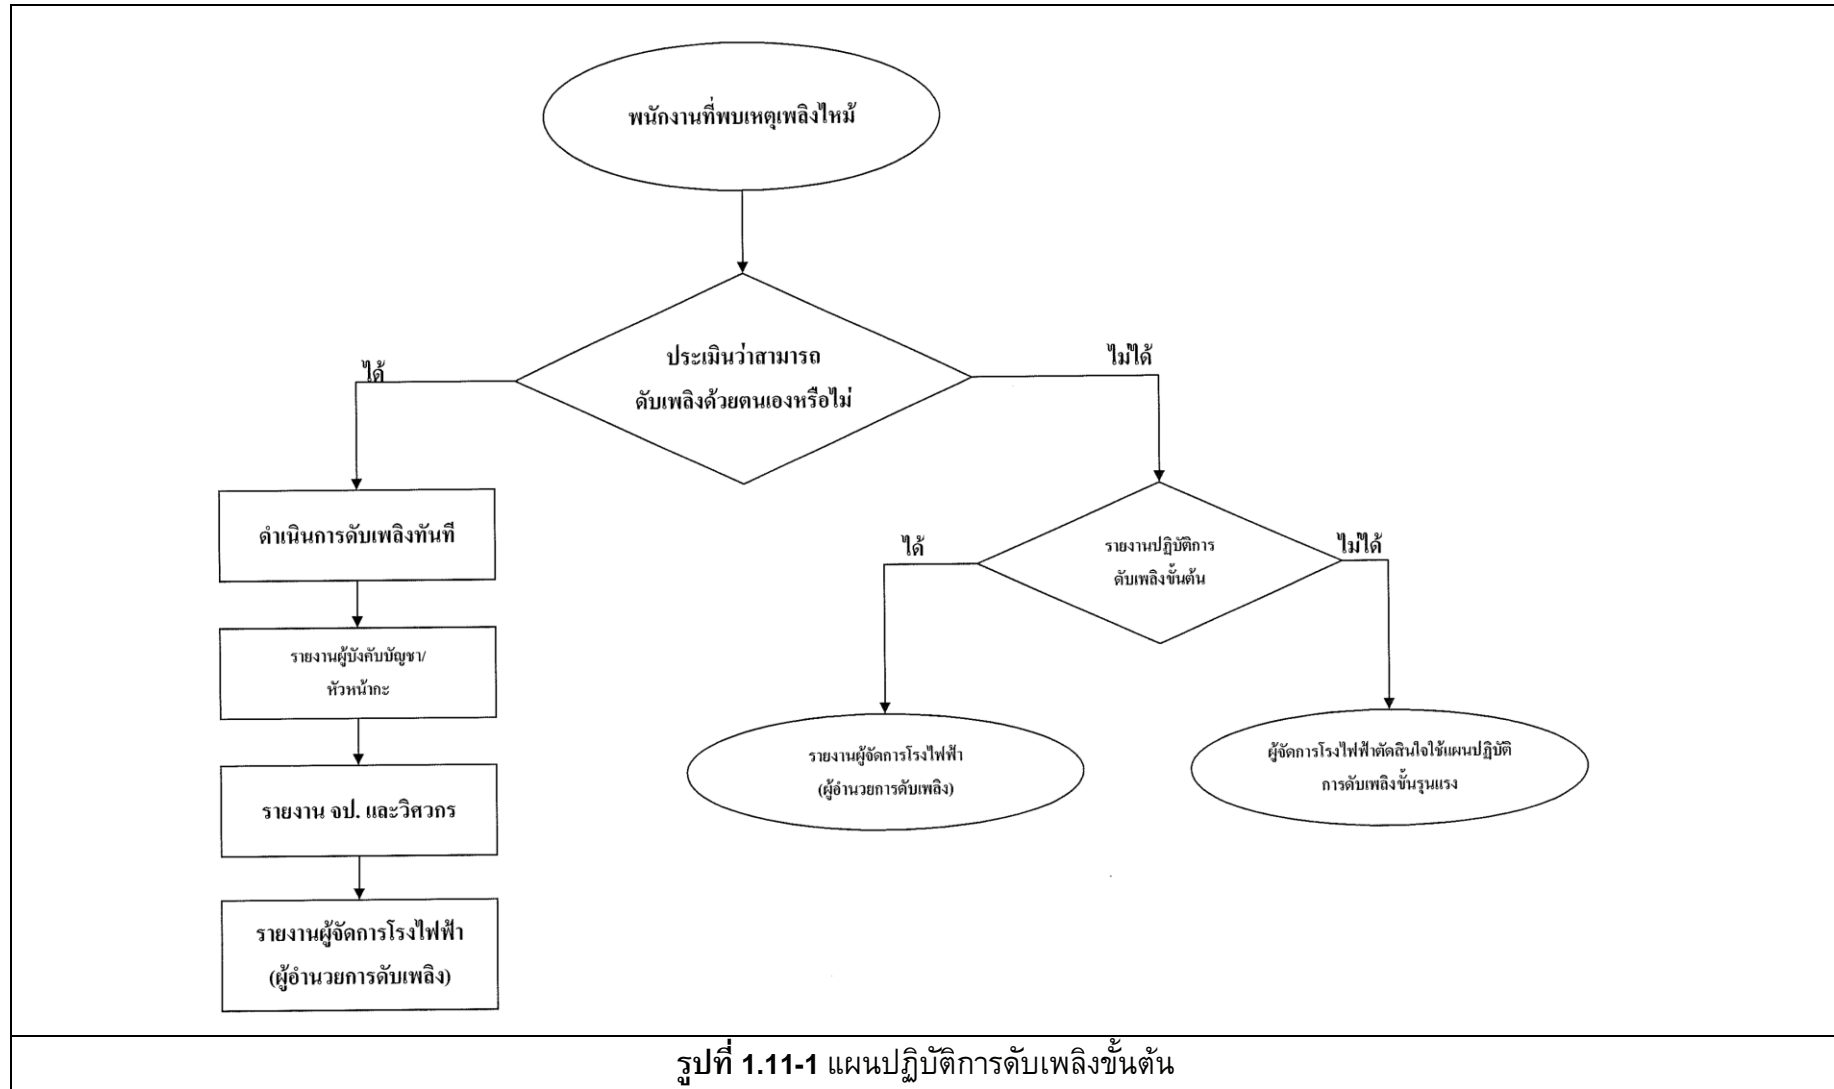 พนักงานที่พบเหตุเพลิงไหม้
ประเมินว่าสามารถ
ดับเพลิงด้วยตนเองหรือไม่
ได้
ไม่ได้
ดำเนินการดับเพลิงทันที
รายงานผู้บังคับบัญชา/
หัวหน้ากะ
รายงาน จป. และวิศวกร
รายงานผู้จัดการโรงไฟฟ้า
(ผู้อำนวยการดับเพลิง)
รายงานปฏิบัติการ
ดับเพลิงขั้นต้น
ได้
ไม่ได้
รายงานผู้จัดการโรงไฟฟ้า
(ผู้อำนวยการดับเพลิง)
ผู้จัดการโรงไฟฟ้าตัดสินใจใช้แผนปฏิบัติ
การดับเพลิงขั้นรุนแรง
รูปที่ 1.11-1 แผนปฏิบัติการดับเพลิงขั้นต้น